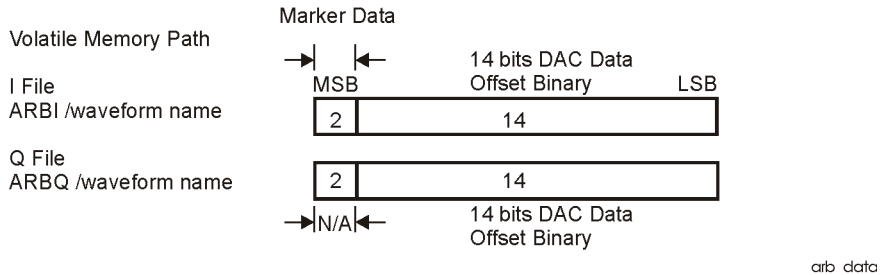 Marker Data
Volatile Memory Path
14 bits DAC Data
I File
MSB
Offset Binary
LSB
ARBI /waveform name
2
14
Q File
ARBQ /waveform name
2
14
N/A
14 bits DAC Data
Offset Binary
arb data